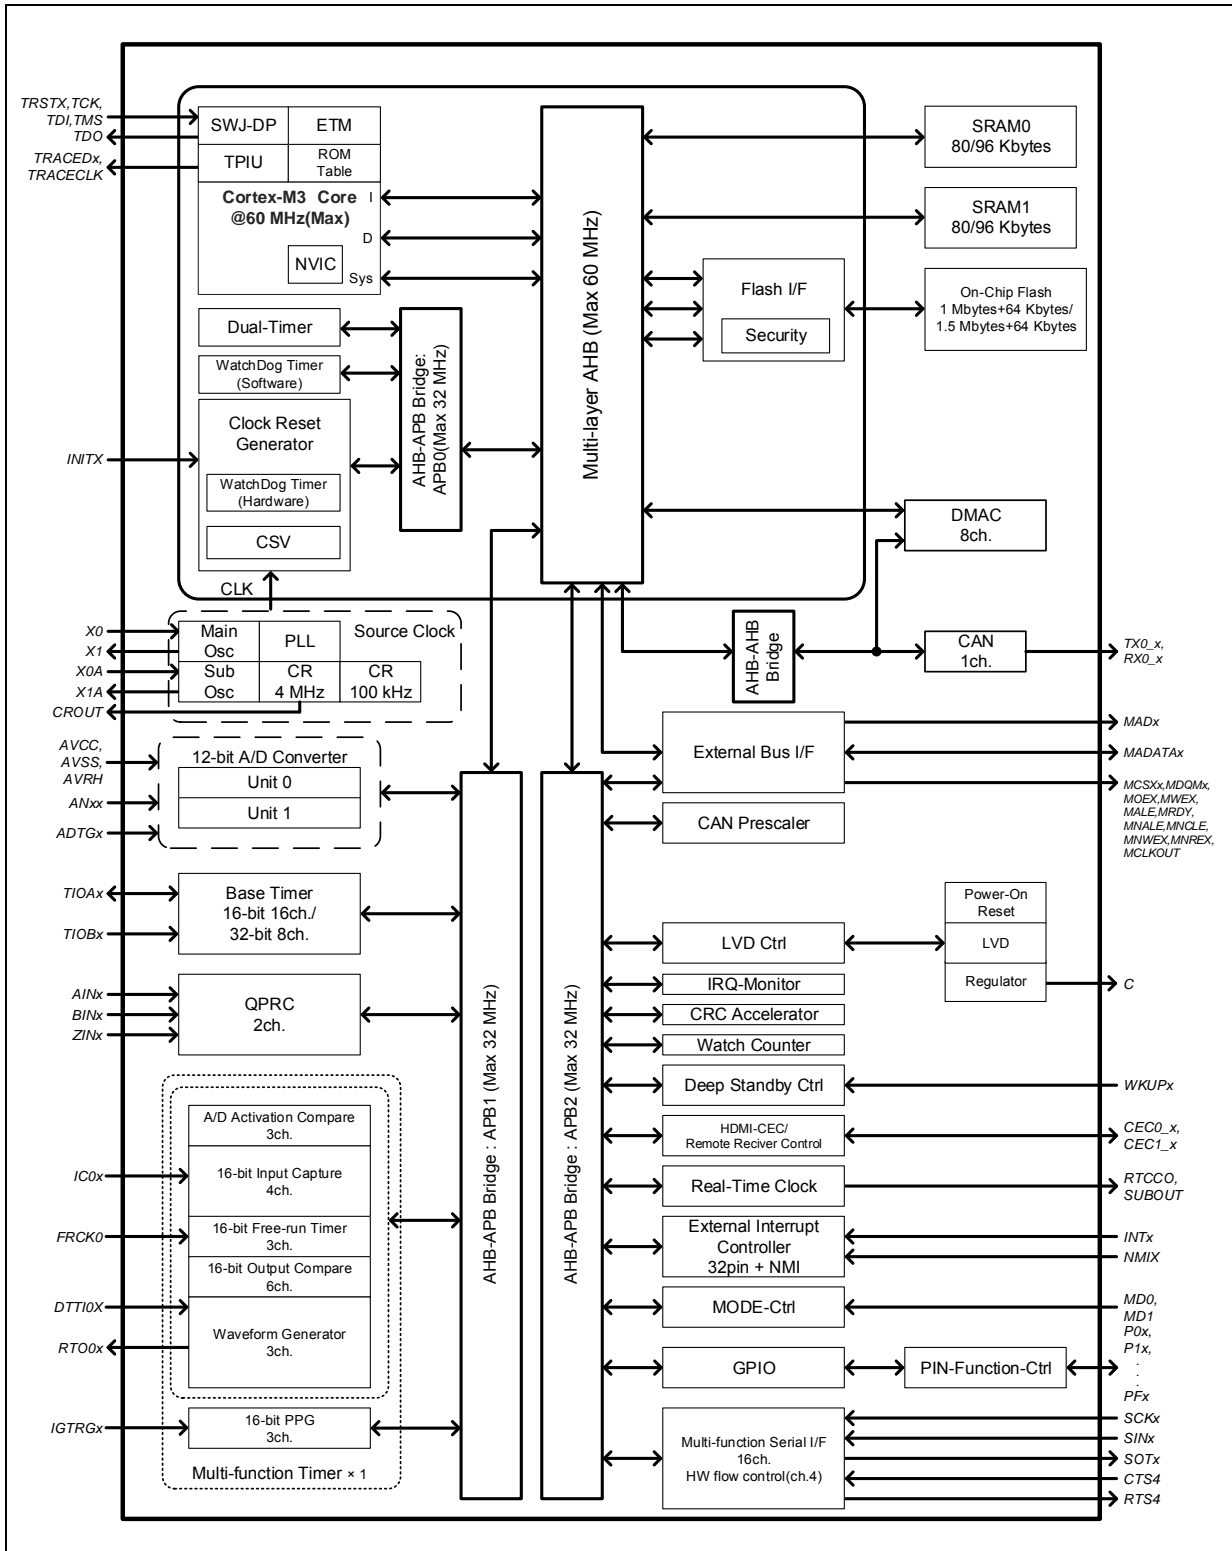 TRSTX,TCK,
TDI,TMS
TDO
TRACEDx,
TRACECLK
SWJ-DP
ETM
TPIU
ROM
Table
Cortex-M3 Core
@60 MHz(Max)
I
D
Sys
NVIC
Dual-Timer
WatchDog Timer
(Software)
Clock Reset
Generator
WatchDog Timer
(Hardware)
CSV
INITX
CLK
AHB-APB Bridge:
APB0(Max 32 MHz)
Multi-layer AHB (Max 60 MHz)
SRAM0
80/96 Kbytes
SRAM1
80/96 Kbytes
Flash I/F
Security
On-Chip Flash
1 Mbytes+64 Kbytes/
1.5 Mbytes+64 Kbytes
DMAC
8ch.
AHB-AHB
Bridge
CAN
1ch.
TX0_x,
RX0_x
X0
X1
X0A
X1A
CROUT
Main
Osc
PLL
Source Clock
Sub
Osc
CR
4 MHz
CR
100 kHz
AVCC,
AVSS,
AVRH
ANxx
ADTGx
12-bit A/D Converter
Unit 0
Unit 1
TIOAx
TIOBx
Base Timer
16-bit 16ch./
32-bit 8ch.
AINx
BINx
ZINx
QPRC
2ch.
A/D Activation Compare
3ch.
IC0x
16-bit Input Capture
4ch.
FRCK0
16-bit Free-run Timer
3ch.
16-bit Output Compare
6ch.
DTTI0X
RTO0x
Waveform Generator
3ch.
IGTRGx
16-bit PPG
3ch.
Multi-function Timer × 1
AHB-APB Bridge : APB1 (Max 32 MHz)
AHB-APB Bridge : APB2 (Max 32 MHz)
External Bus I/F
MADx
MADATAx
MCSXx,MDQMx,
MOEX,MWEX,
MALE,MRDY,
MNALE,MNCLE,
MNWEX,MNREX,
MCLKOUT
CAN Prescaler
LVD Ctrl
Power-On
Reset
LVD
Regulator
C
IRQ-Monitor
CRC Accelerator
Watch Counter
Deep Standby Ctrl
WKUPx
HDMI-CEC/
Remote Reciver Control
CEC0_x,
CEC1_x
Real-Time Clock
RTCCO,
SUBOUT
External Interrupt
Controller
32pin + NMI
INTx
NMIX
MODE-Ctrl
MD0,
MD1
GPIO
PIN-Function-Ctrl
P0x,
P1x,
.
.
PFx
Multi-function Serial I/F
16ch.
HW flow control(ch.4)
SCKx
SINx
SOTx
CTS4
RTS4